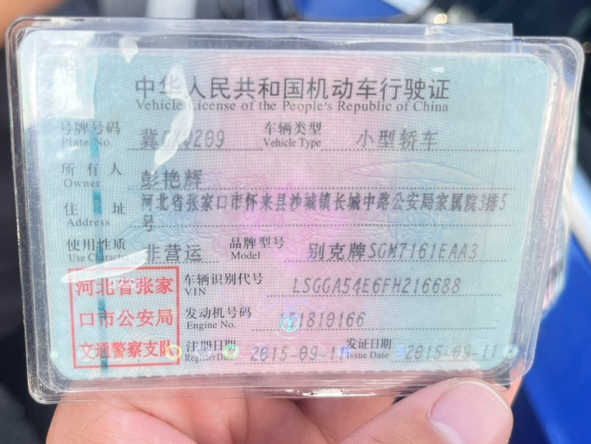 中华人民共和国机动车行驶证
Vehicle License of the People's Republic of China
号牌号码 车辆类型 小型轿车
Plate No. Vehicle Type
所有人 彭艳辉
Owner
住址 河北省张家口市怀来县沙城镇长城中路公安局家属院3排5
Address 号
使用性质 非营运 品牌型号 别克牌SGM7161EAA3
Use Character Model
河北省张家 车辆识别代号 LSGGA54E6FH216688
VIN
口市公安局 发动机号码 151810166
Engine No.
交通警察支队 注册日期 2015-09-11 发证日期 2015-09-11
Register Date Issue Date